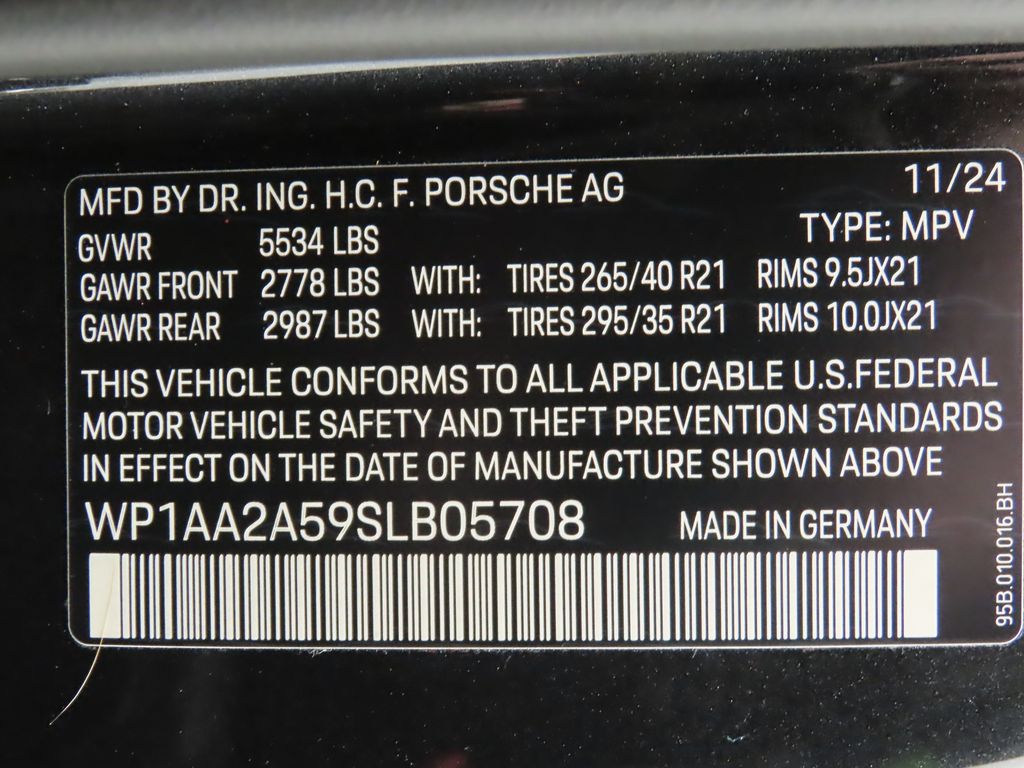 MFD BY DR. ING. H.C. F. PORSCHE AG 11/24
GVWR 5534 LBS TYPE: MPV
GAWR FRONT 2778 LBS WITH: TIRES 265/40 R21 RIMS 9.5JX21
GAWR REAR 2987 LBS WITH: TIRES 295/35 R21 RIMS 10.0JX21
THIS VEHICLE CONFORMS TO ALL APPLICABLE U.S.FEDERAL
MOTOR VEHICLE SAFETY AND THEFT PREVENTION STANDARDS
IN EFFECT ON THE DATE OF MANUFACTURE SHOWN ABOVE
WP1AA2A59SLB05708 MADE IN GERMANY
95B.010.016.BH